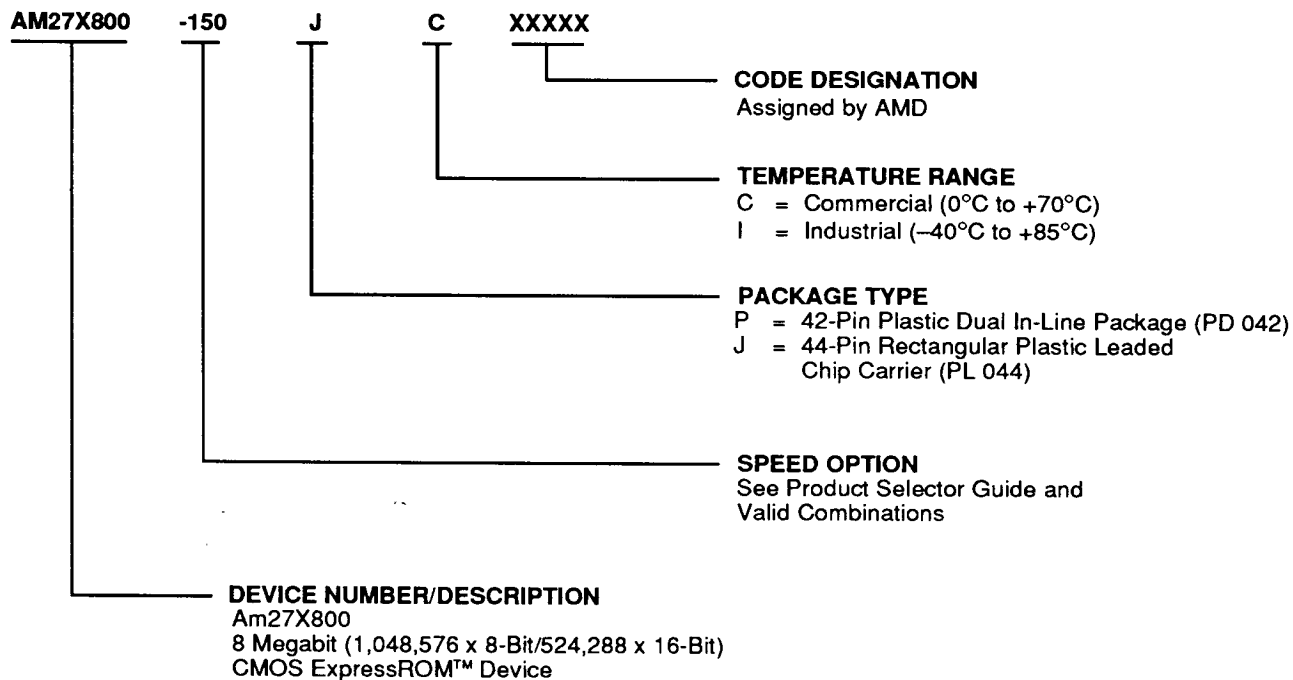 AM27X800 -150 J C XXXXX
CODE DESIGNATION
Assigned by AMD
TEMPERATURE RANGE
C = Commercial (0°C to +70°C)
I = Industrial (–40°C to +85°C)
PACKAGE TYPE
P = 42-Pin Plastic Dual In-Line Package (PD 042)
J = 44-Pin Rectangular Plastic Leaded
Chip Carrier (PL 044)
SPEED OPTION
See Product Selector Guide and
Valid Combinations
DEVICE NUMBER/DESCRIPTION
Am27X800
8 Megabit (1,048,576 x 8-Bit/524,288 x 16-Bit)
CMOS ExpressROM™ Device